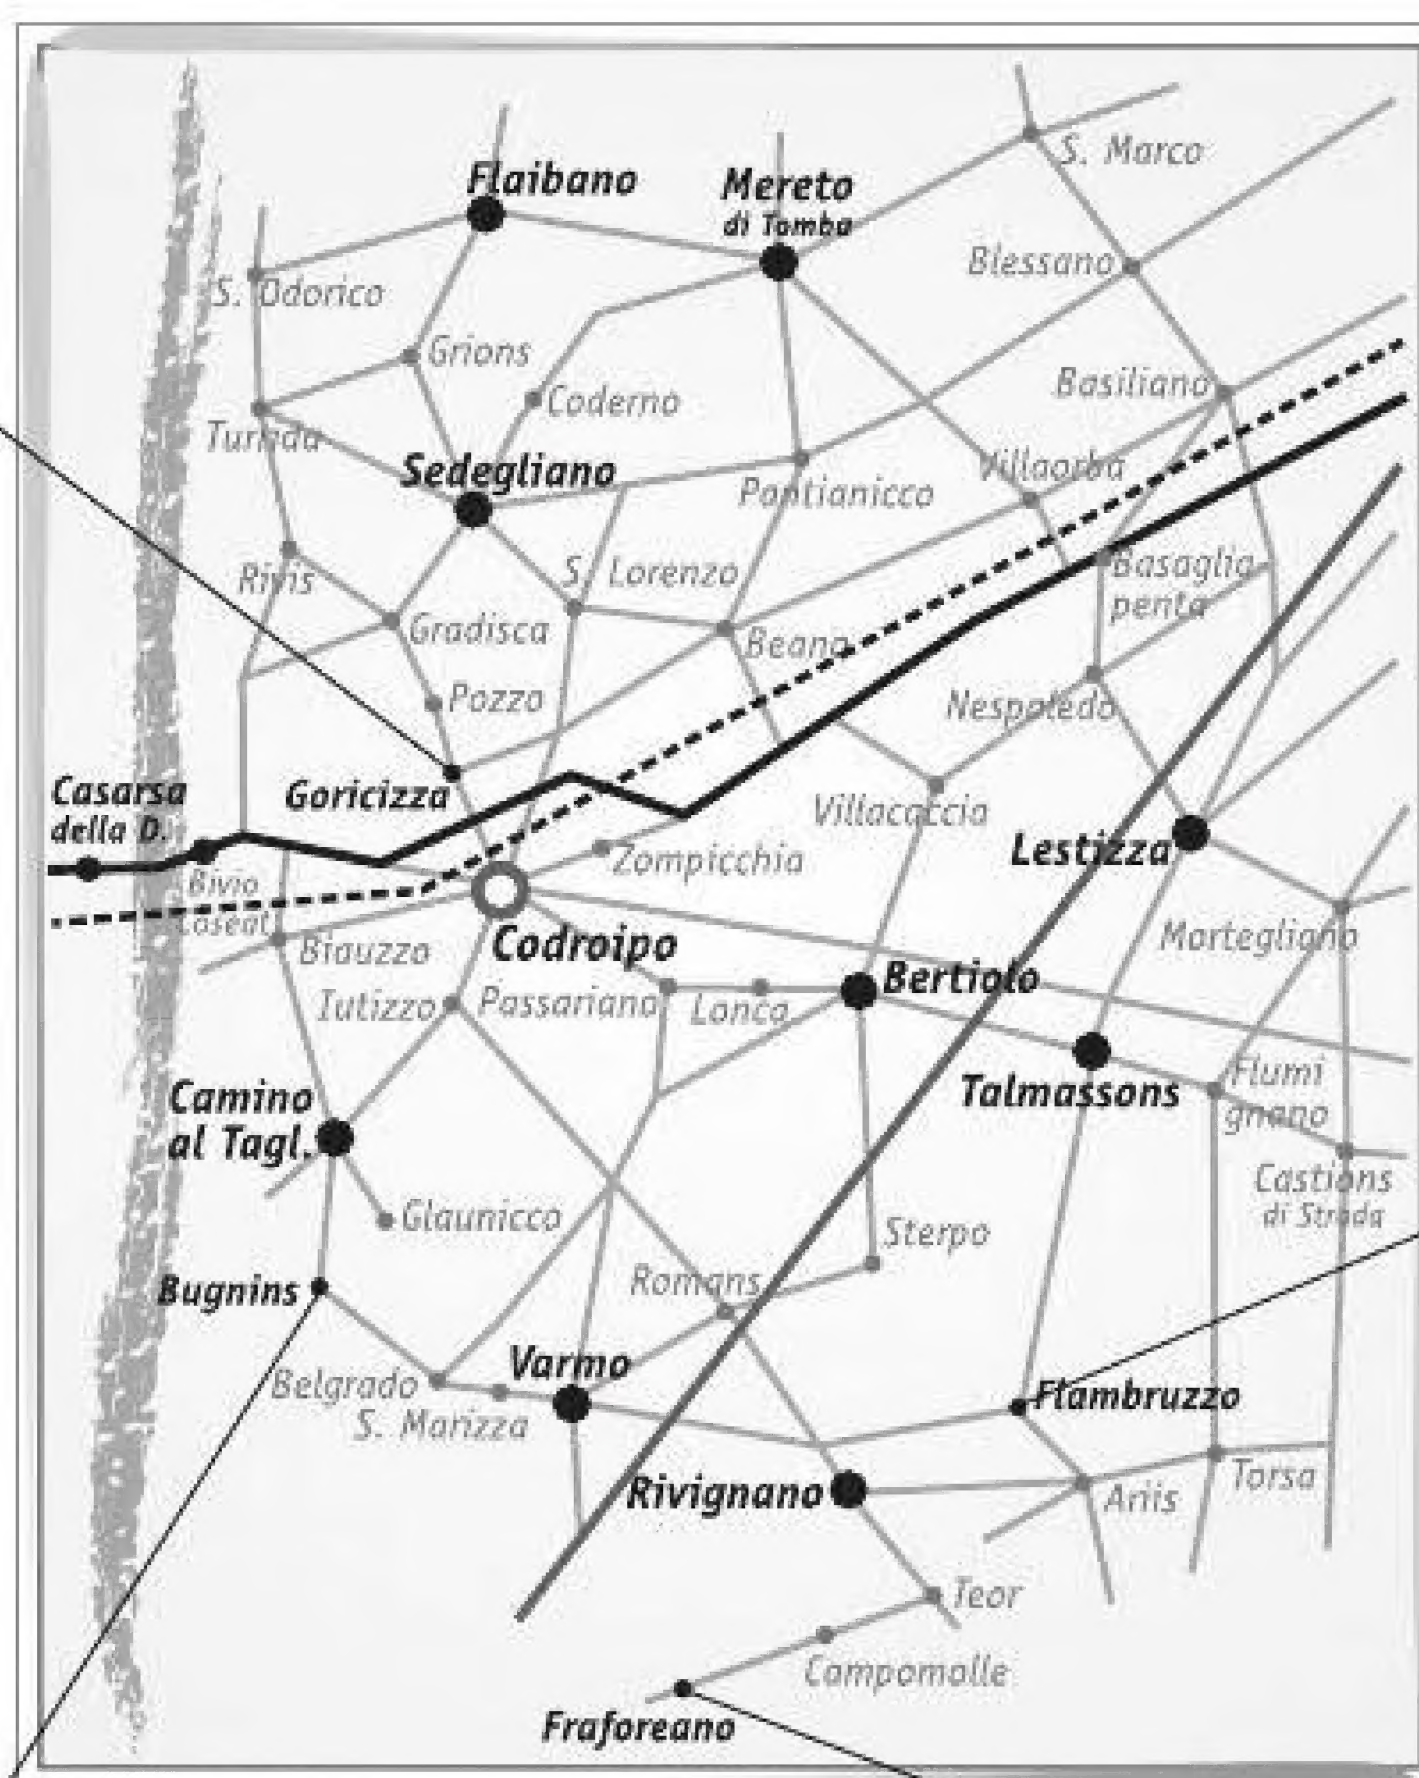 Flaibano
Mereto
di Tomba
S. Marco
Blessano
S. Odorico
Grions
Coderno
Basiliano
Turrida
Sedegliano
Pantianicco
Villaorba
Rivis
S. Lorenzo
Basaglia
penta
Gradisca
Beano
Pozzo
Nespoledo
Casarsa
della D.
Goricizza
Villacaccia
Lestizza
Zompicchia
Bivio
Coseat
Biauzzo
Codroipo
Mortegliano
Iutizzo
Passariano
Lonca
Bertiolo
Talmassons
Flumi
gnano
Camino
al Tagl.
Castions
di Strada
Glaunicco
Sterpo
Bugnins
Romans
Varmo
Belgrado
S. Marizza
Flambruzzo
Rivignano
Ariis
Torsa
Teor
Campomolle
Fraforeano